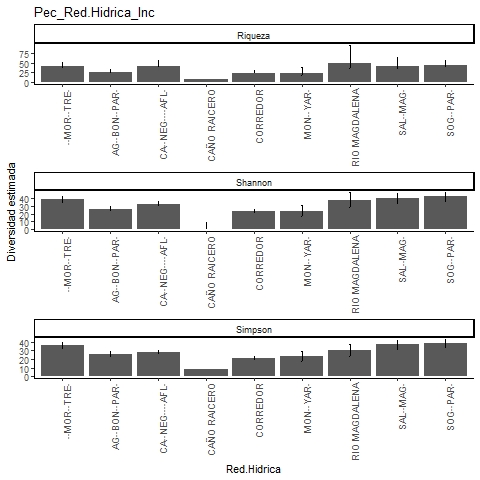 Pec_Red.Hidrica_Inc
Diversidad estimada
Riqueza
75
50
25
0
--MOR--TRE-
AG--BON--PAR-
CA--NEG----AFL-
CAÑO RAICERO
CORREDOR
MON--YAR-
RIO MAGDALENA
SAL--MAG-
SOG--PAR-
Shannon
40
30
20
10
0
--MOR--TRE-
AG--BON--PAR-
CA--NEG----AFL-
CAÑO RAICERO
CORREDOR
MON--YAR-
RIO MAGDALENA
SAL--MAG-
SOG--PAR-
Simpson
40
30
20
10
0
--MOR--TRE-
AG--BON--PAR-
CA--NEG----AFL-
CAÑO RAICERO
CORREDOR
MON--YAR-
RIO MAGDALENA
SAL--MAG-
SOG--PAR-
Red.Hidrica